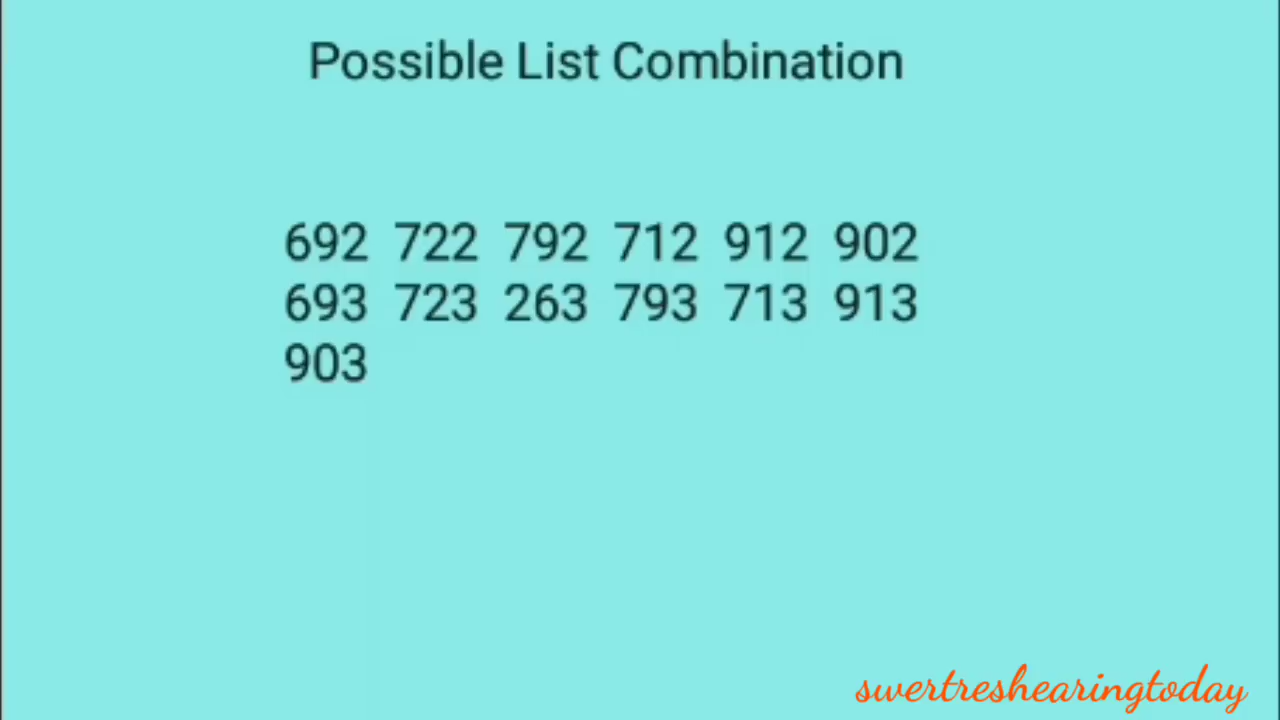 Possible List Combination
692 722 792 712 912 902
693 723 263 793 713 913
903
swertreshearingtoday